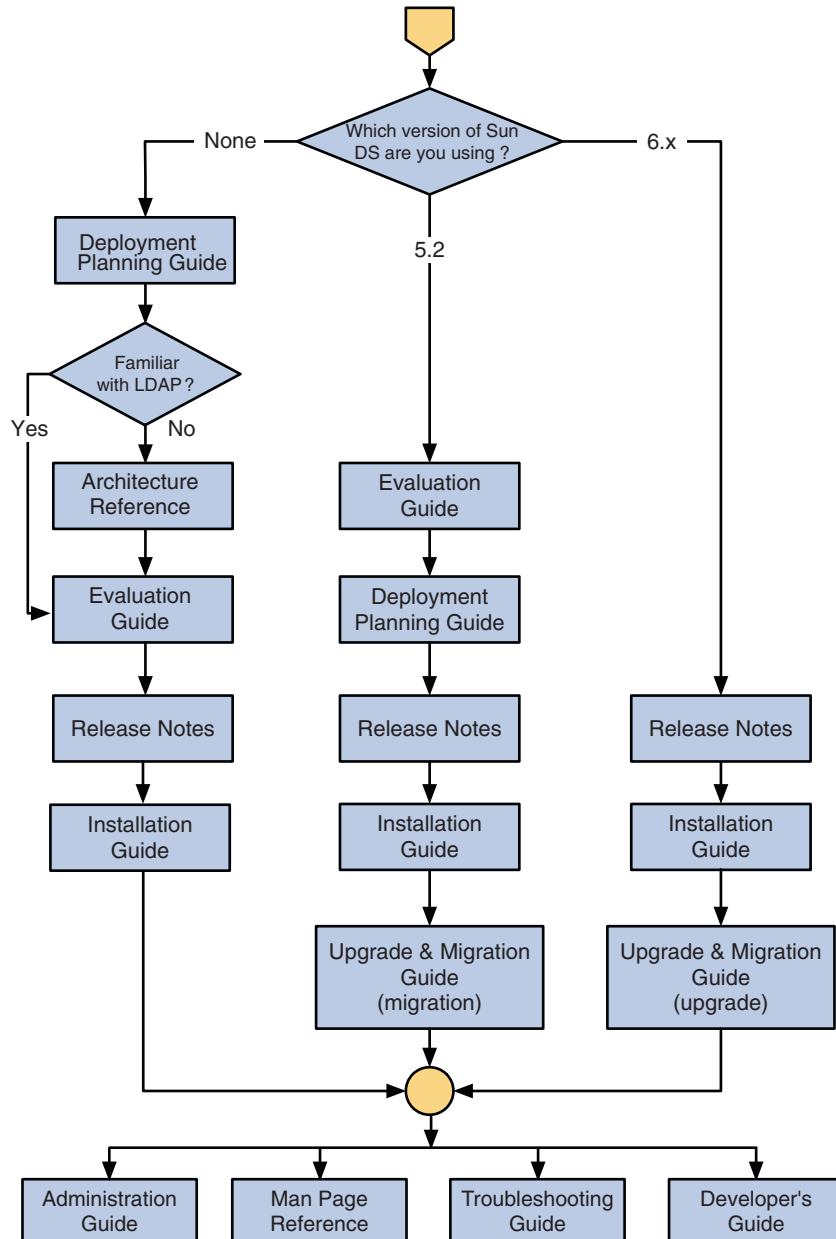 Which version of Sun
DS are you using ?
None
6.x
5.2
Deployment
Planning Guide
Familiar
with LDAP ?
Yes
No
Architecture
Reference
Evaluation
Guide
Release Notes
Installation
Guide
Evaluation
Guide
Deployment
Planning Guide
Release Notes
Installation
Guide
Upgrade & Migration
Guide
(migration)
Release Notes
Installation
Guide
Upgrade & Migration
Guide
(upgrade)
Administration
Guide
Man Page
Reference
Troubleshooting
Guide
Developer's
Guide